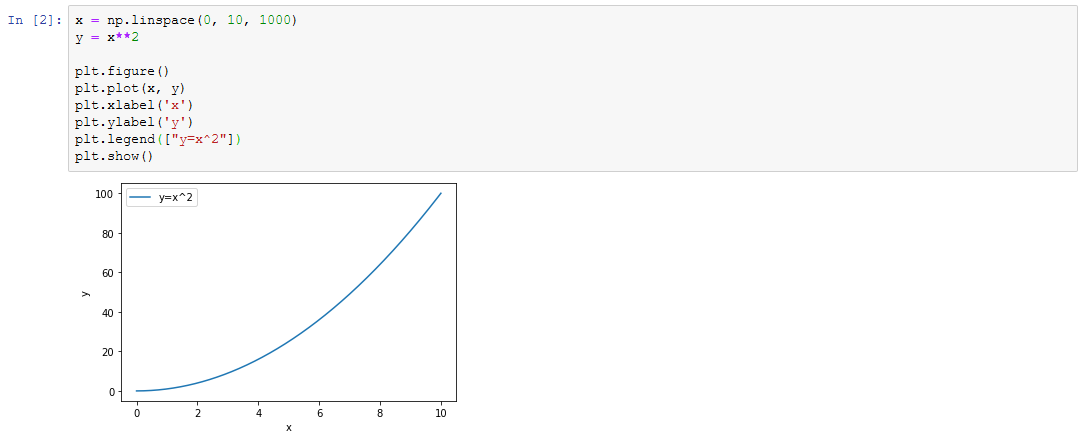 In [2]: x = np.linspace(0, 10, 1000)
y = x**2
plt.figure()
plt.plot(x, y)
plt.xlabel('x')
plt.ylabel('y')
plt.legend(["y=x^2"])
plt.show()
y=x^2
100
80
60
40
20
0
y
0 2 4 6 8 10
x